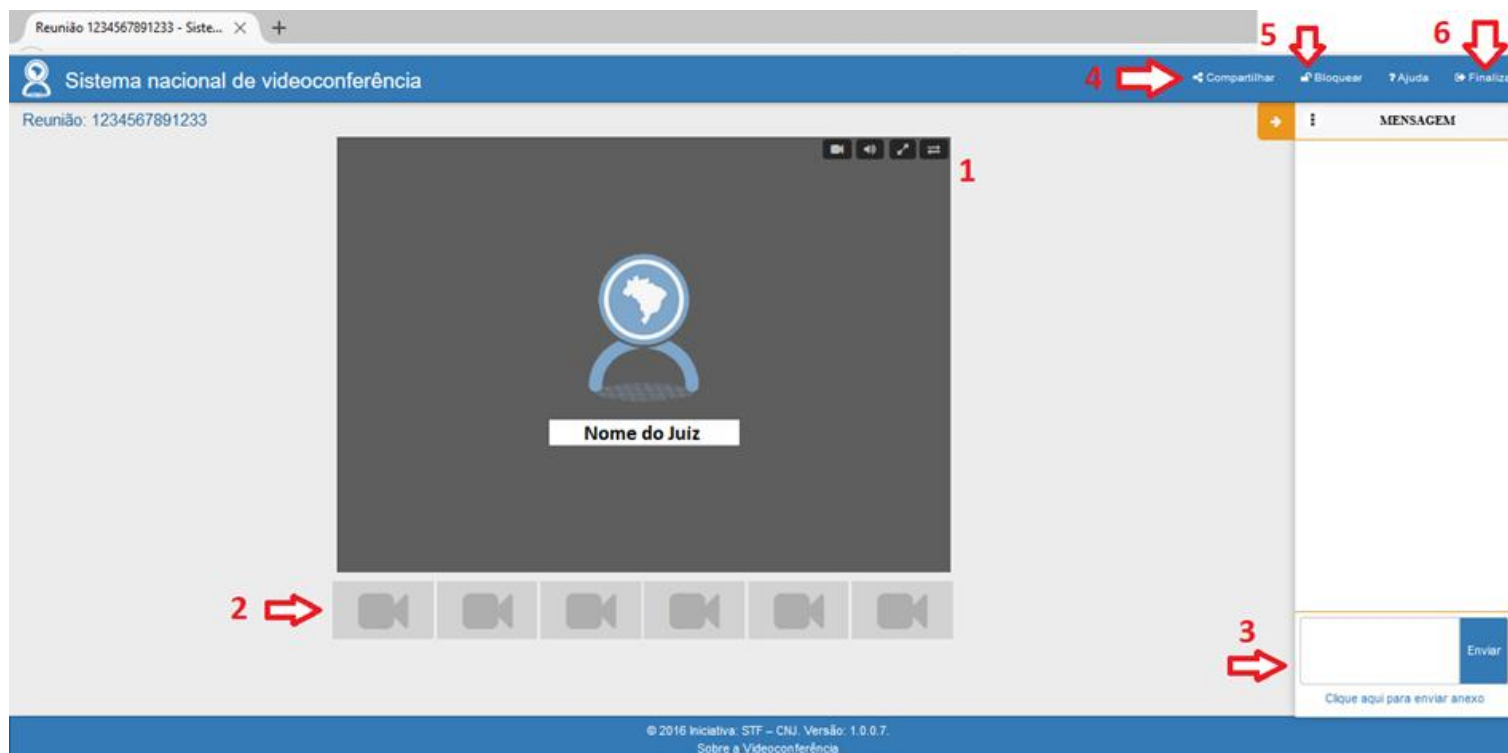 Reunião 1234567891233 - Siste...
5
6
Sistema nacional de videoconferência
4
Compartilhar
Bloquear
? Ajuda
Finaliza
Reunião: 1234567891233
MENSAGEM
1
Nome do Juiz
2
3
Enviar
Clique aqui para enviar anexo
© 2016 Iniciativa: STF – CNJ. Versão: 1.0.0.7.
Sobre a Videoconferência